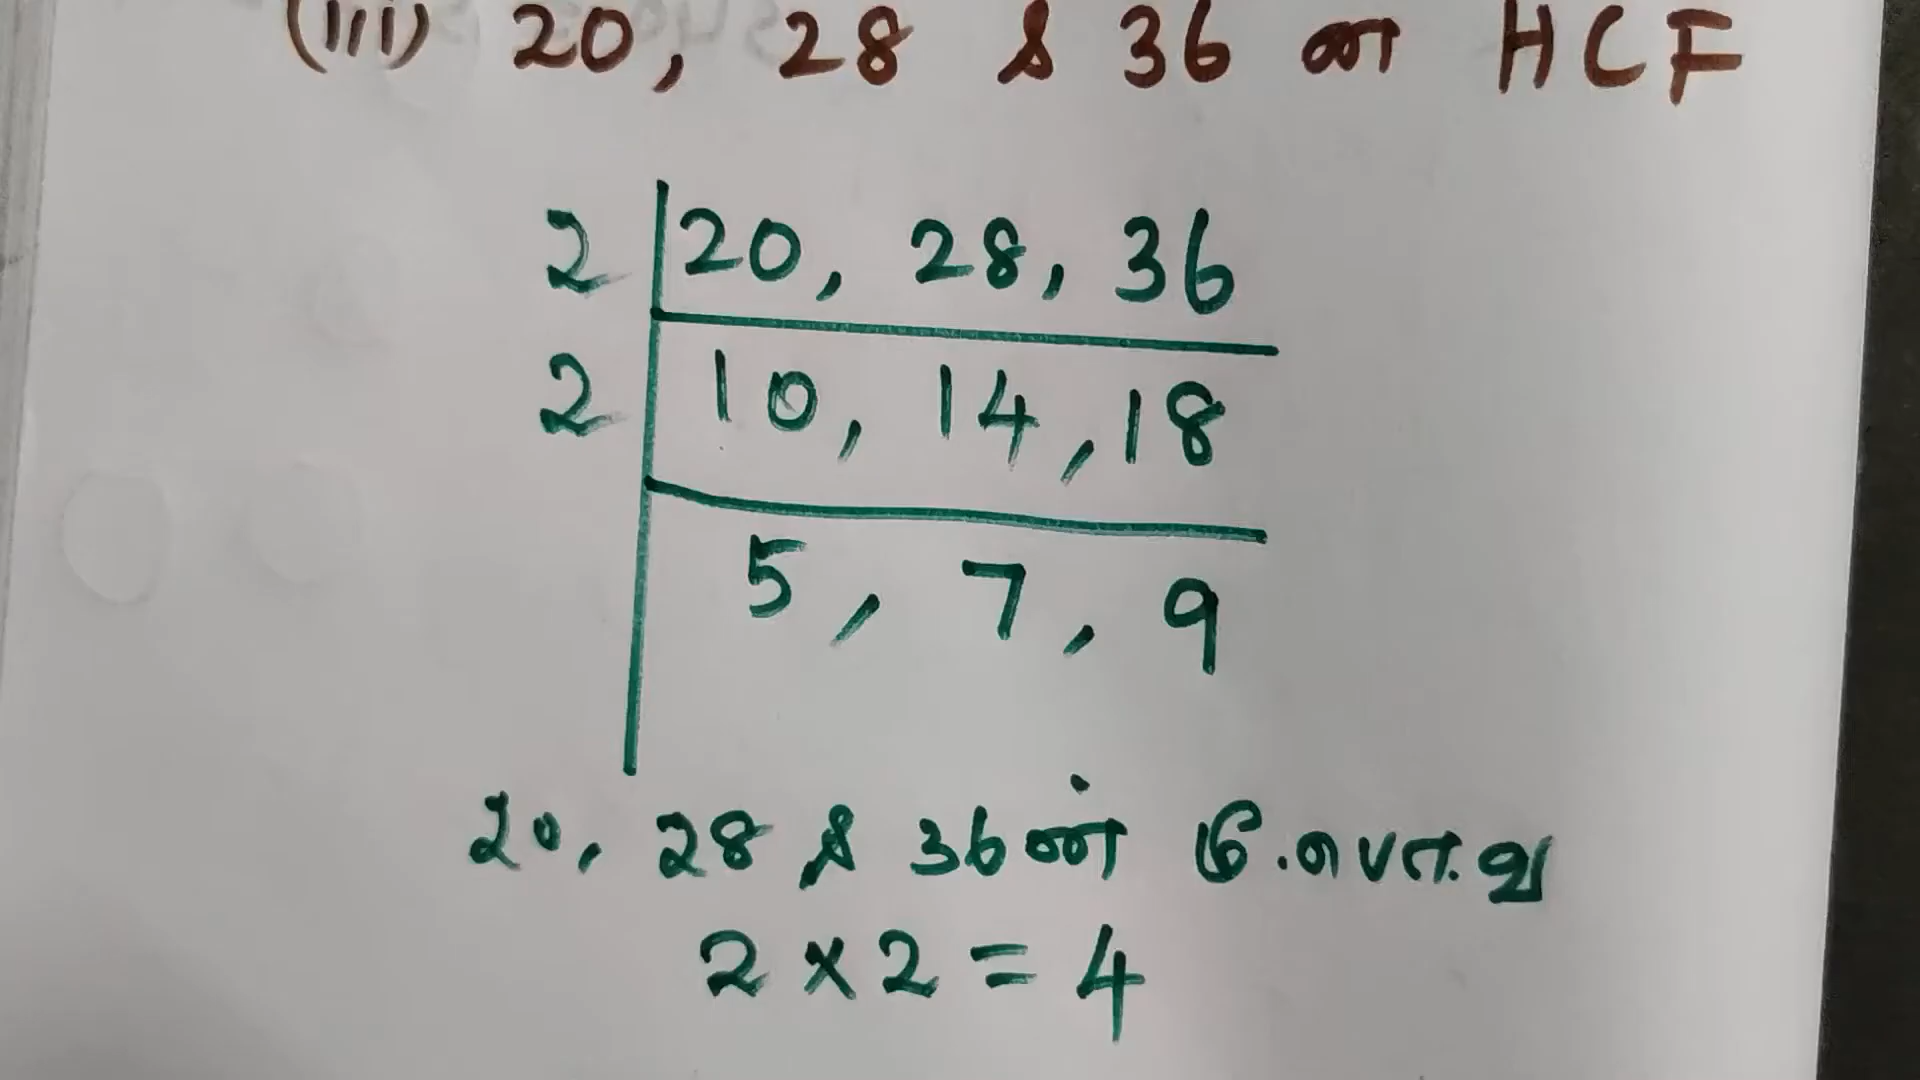 (iii) 20, 28 & 36 ன HCF
2 20, 28, 36
2 10, 14, 18
5, 7, 9
20, 28 & 36 ன் மீ.பொ.வ
2 × 2 = 4